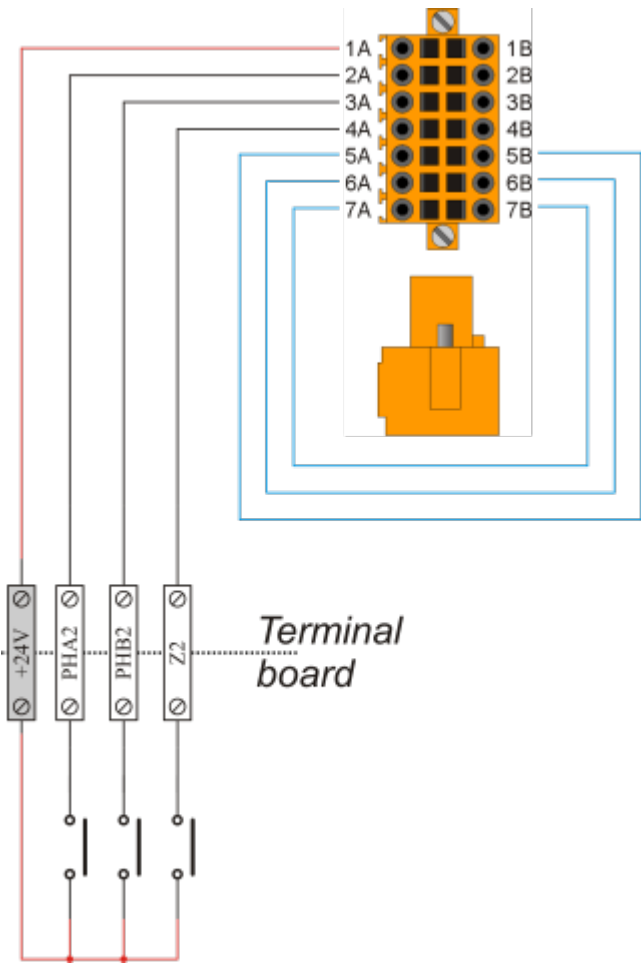 1A 1B
2A 2B
3A 3B
4A 4B
5A 5B
6A 6B
7A 7B
+24V
PHA2
PHB2
Z2
Terminal
board